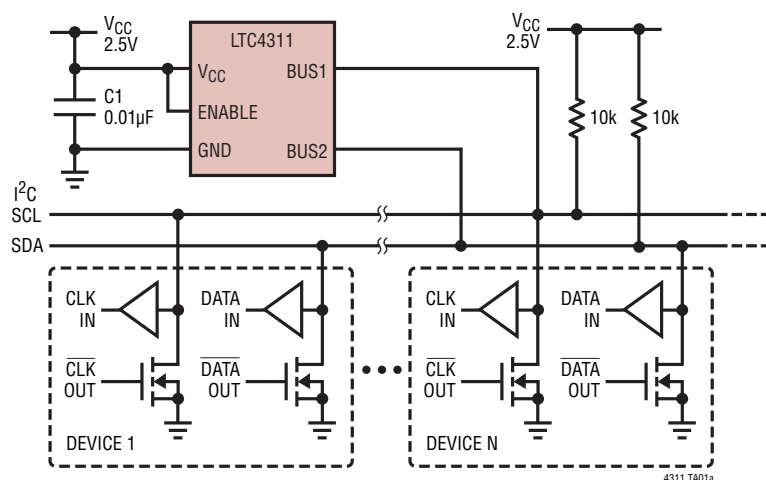 VCC
2.5V
LTC4311
VCC
2.5V
VCC
BUS1
C1
0.01µF
ENABLE
10k
10k
GND
BUS2
I2C
SCL
SDA
CLK
IN
DATA
IN
CLK
IN
DATA
IN
CLK
OUT
DATA
OUT
CLK
OUT
DATA
OUT
DEVICE 1
DEVICE N
4311 TA01a